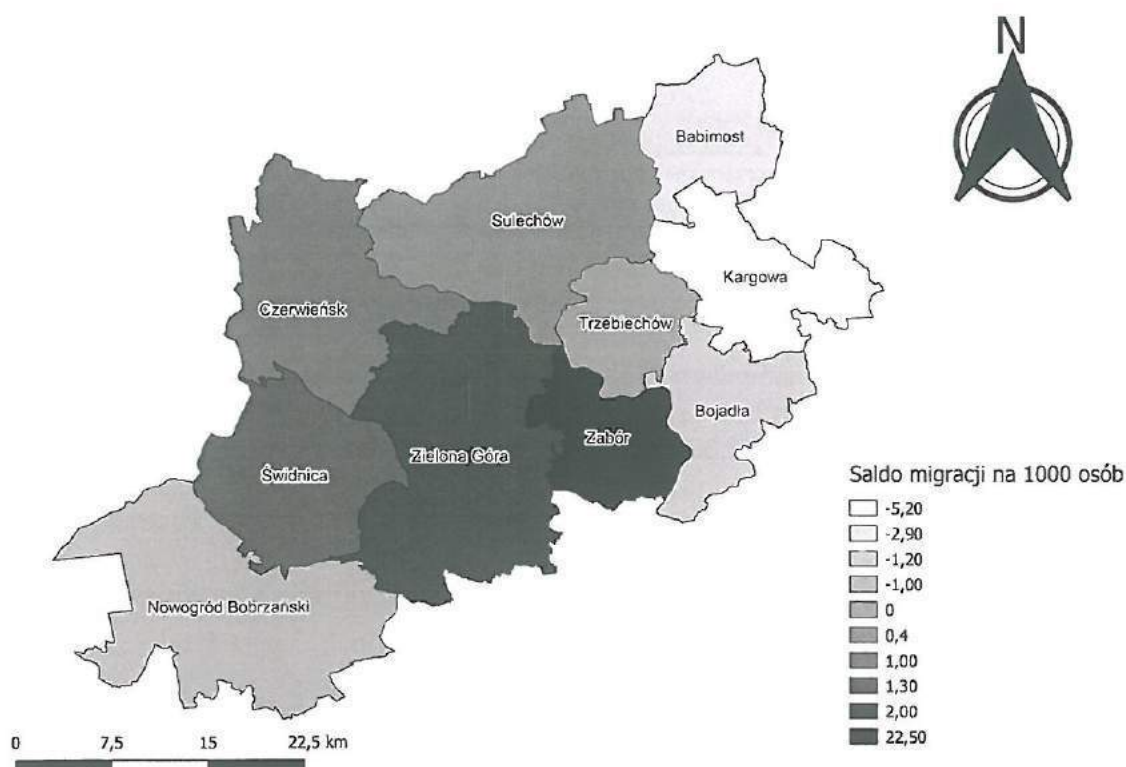 N
Babimost
Sulechów
Kargowa
Czerwieńsk
Trzebiechów
Bojadła
Zabór
Zielona Góra
Świdnica
Nowogród Bobrzański
Saldo migracji na 1000 osób
-5,20
-2,90
-1,20
-1,00
0
0,4
1,00
1,30
2,00
22,50
0 7,5 15 22,5 km